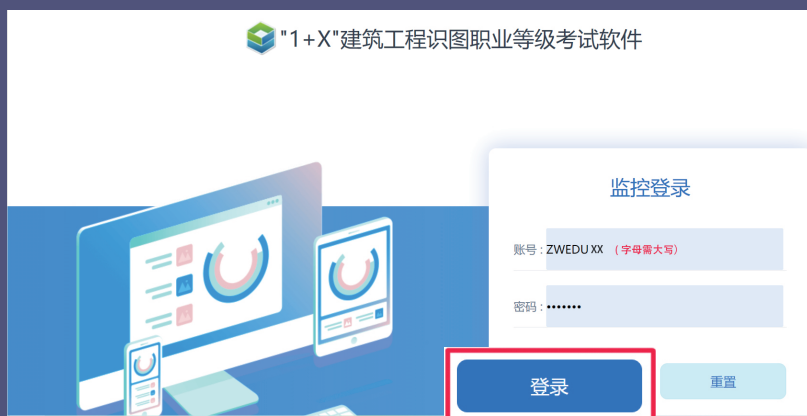 "1+X"建筑工程识图职业等级考试软件
监控登录
账号: ZWEDU XX （字母需大写）
密码: •••••••
登录
重置